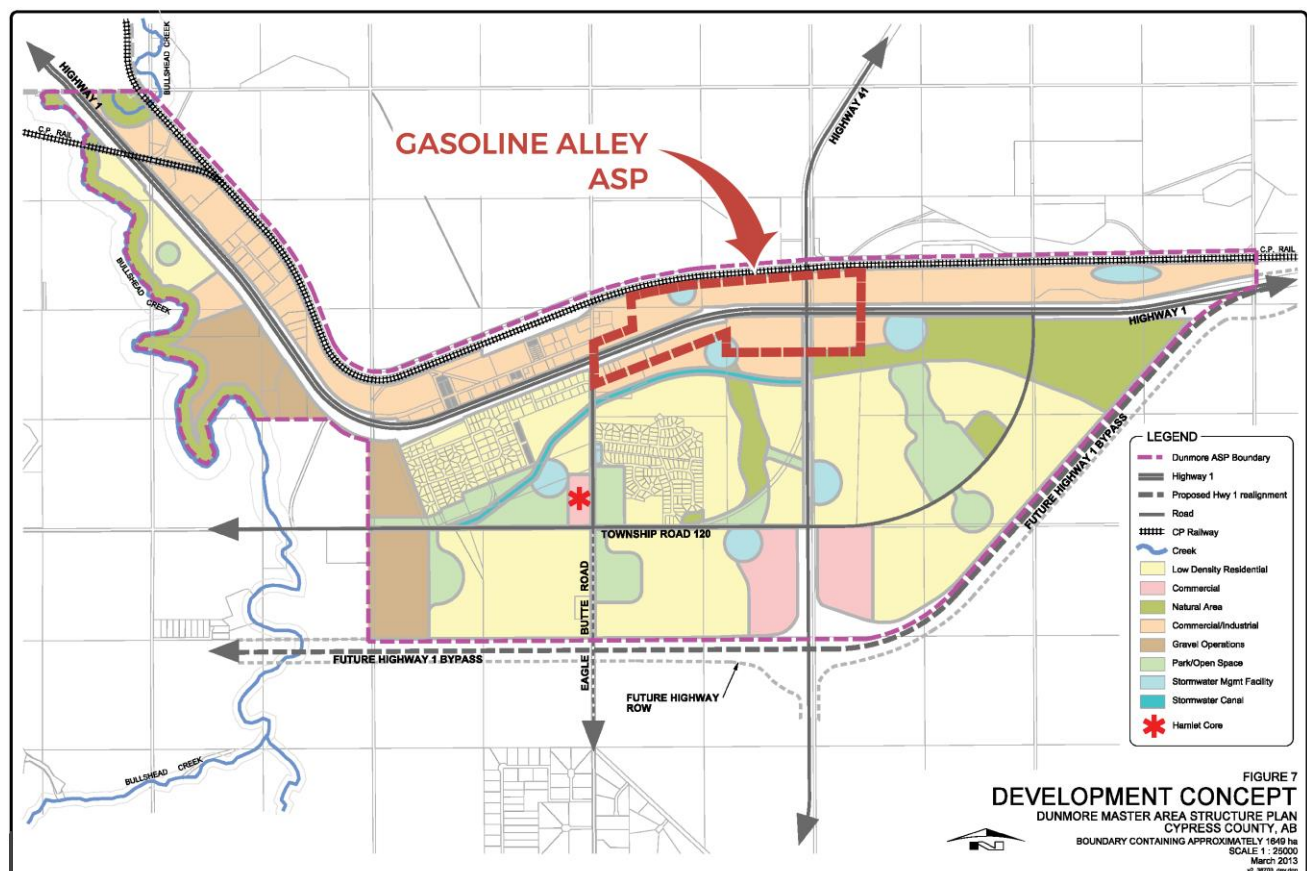 BULLSHEAD CREEK
HIGHWAY 1
C.P. RAIL
HIGHWAY 41
GASOLINE ALLEY
ASP
BULLSHEAD CREEK
C.P. RAIL
HIGHWAY 1
TOWNSHIP ROAD 120
EAGLE BUTTE ROAD
FUTURE HIGHWAY 1 BYPASS
FUTURE HIGHWAY 1 BYPASS
FUTURE HIGHWAY
ROW
BULLSHEAD CREEK
LEGEND
Dunmore ASP Boundary
Highway 1
Proposed Hwy 1 realignment
Road
CP Railway
Creek
Low Density Residential
Commercial
Natural Area
Commercial/Industrial
Gravel Operations
Park/Open Space
Stormwater Mgmt Facility
Stormwater Canal
Hamlet Core
FIGURE 7
DEVELOPMENT CONCEPT
DUNMORE MASTER AREA STRUCTURE PLAN
CYPRESS COUNTY, AB
BOUNDARY CONTAINING APPROXIMATELY 1649 ha
SCALE 1 : 25000
March 2013